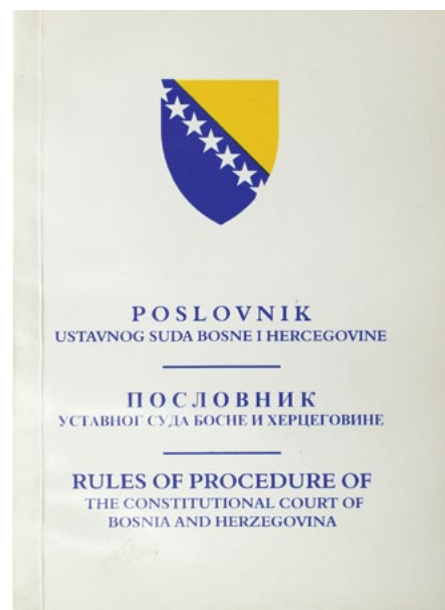 POSLOVNIK
USTAVNOG SUDA BOSNE I HERCEGOVINE
ПОСЛОВНИК
УСТАВНОГ СУДА БОСНЕ И ХЕРЦЕГОВИНЕ
RULES OF PROCEDURE OF
THE CONSTITUTIONAL COURT OF
BOSNIA AND HERZEGOVINA